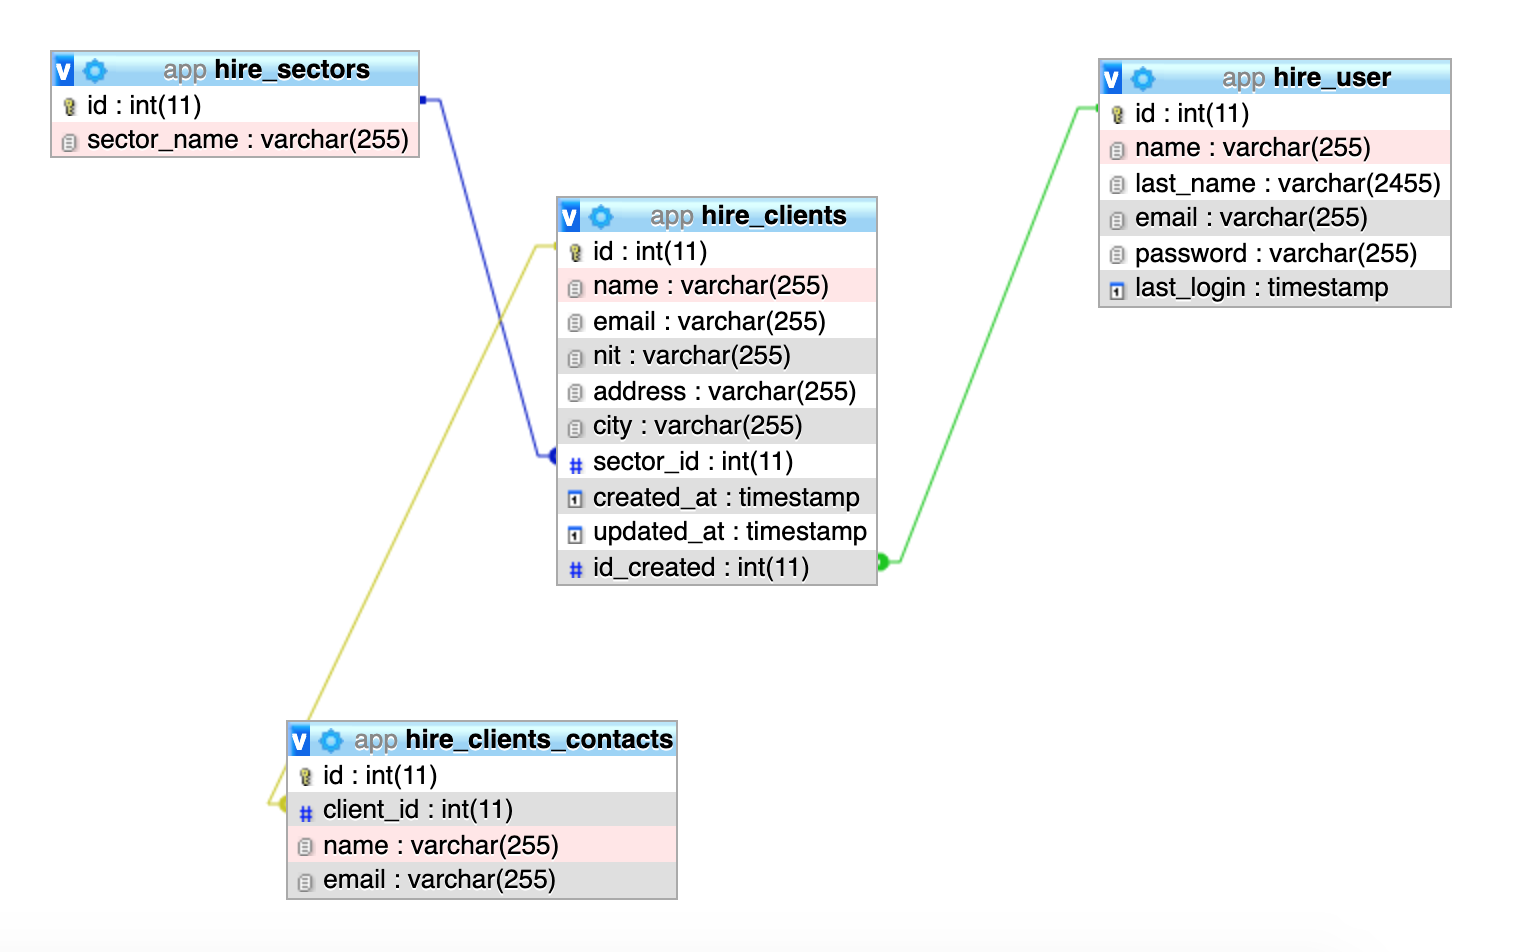 v app hire_sectors
id : int(11)
sector_name : varchar(255)
v app hire_user
id : int(11)
name : varchar(255)
last_name : varchar(2455)
email : varchar(255)
password : varchar(255)
last_login : timestamp
v app hire_clients
id : int(11)
name : varchar(255)
email : varchar(255)
nit : varchar(255)
address : varchar(255)
city : varchar(255)
# sector_id : int(11)
created_at : timestamp
updated_at : timestamp
# id_created : int(11)
v app hire_clients_contacts
id : int(11)
# client_id : int(11)
name : varchar(255)
email : varchar(255)